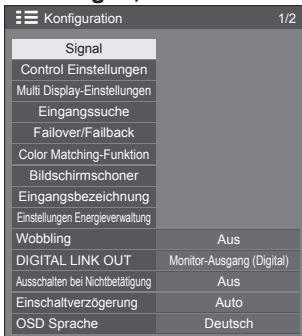 Konfiguration 1/2
Signal
Control Einstellungen
Multi Display-Einstellungen
Eingangssuche
Failover/Failback
Color Matching-Funktion
Bildschirmschoner
Eingangsbezeichnung
Einstellungen Energieverwaltung
Wobbling Aus
DIGITAL LINK OUT Monitor-Ausgang (Digital)
Ausschalten bei Nichtbetätigung Aus
Einschaltverzögerung Auto
OSD Sprache Deutsch